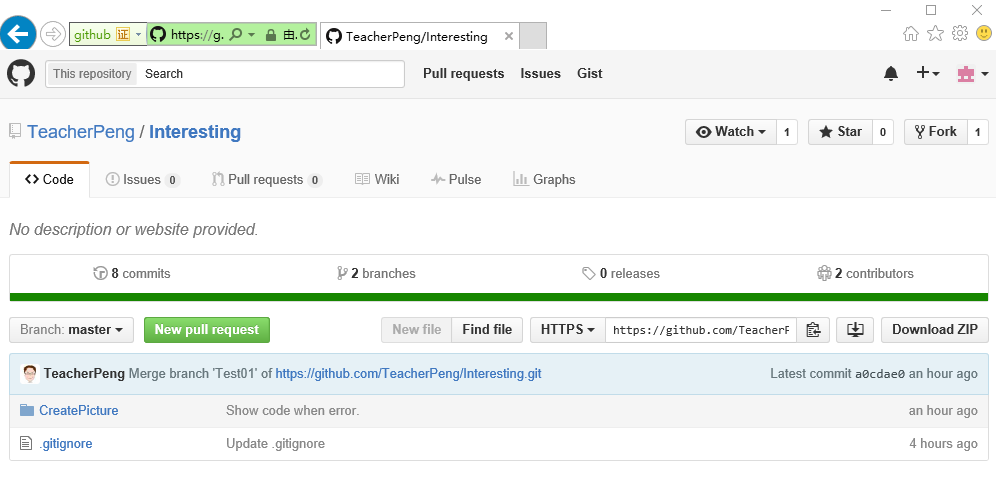 github 证 https://g. 由. TeacherPeng/Interesting
This repository Search Pull requests Issues Gist
TeacherPeng / Interesting Watch 1 Star 0 Fork 1
Code Issues 0 Pull requests 0 Wiki Pulse Graphs
No description or website provided.
8 commits 2 branches 0 releases 2 contributors
Branch: master New pull request New file Find file HTTPS https://github.com/TeacherP Download ZIP
TeacherPeng Merge branch 'Test01' of https://github.com/TeacherPeng/Interesting.git Latest commit a0cdae0 an hour ago
CreatePicture Show code when error. an hour ago
.gitignore Update .gitignore 4 hours ago